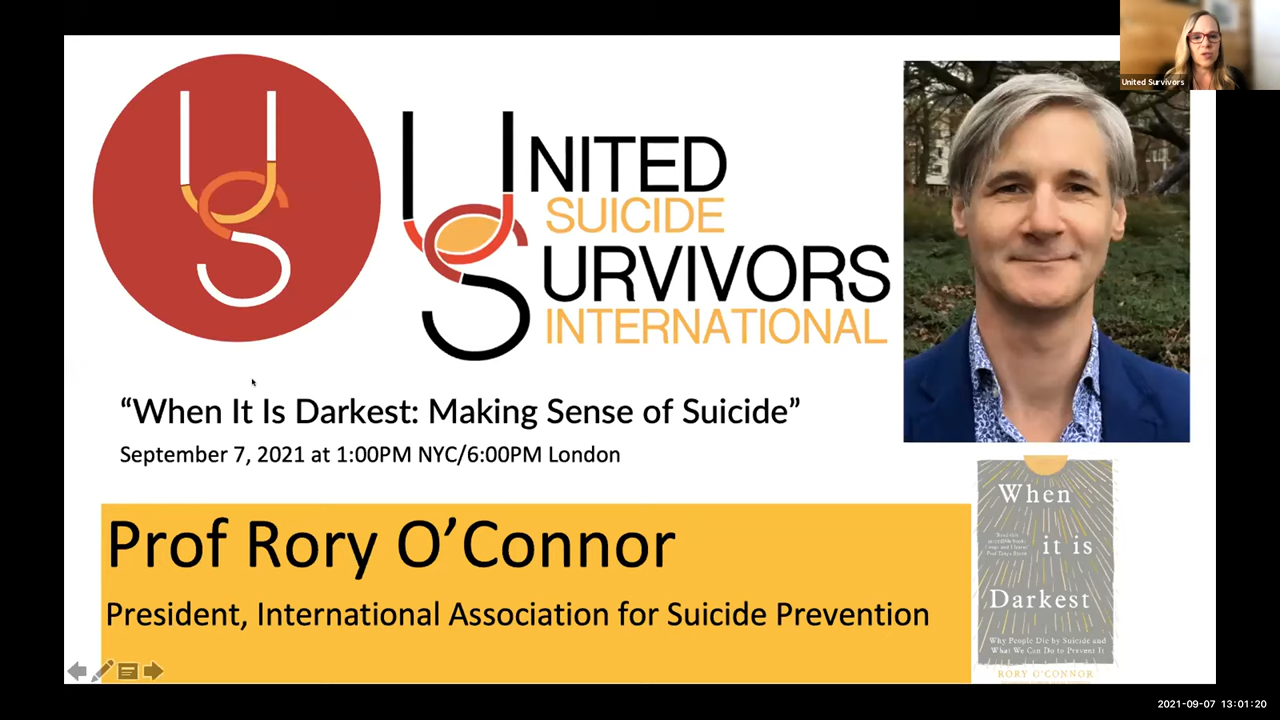 United Survivors
US
UNITED
SUICIDE
SURVIVORS
INTERNATIONAL
“When It Is Darkest: Making Sense of Suicide”
September 7, 2021 at 1:00PM NYC/6:00PM London
Prof Rory O’Connor
President, International Association for Suicide Prevention
When
it is
Darkest
Why People Die by Suicide and
What We Can Do to Prevent It
RORY O'CONNOR
2021-09-07 13:01:20